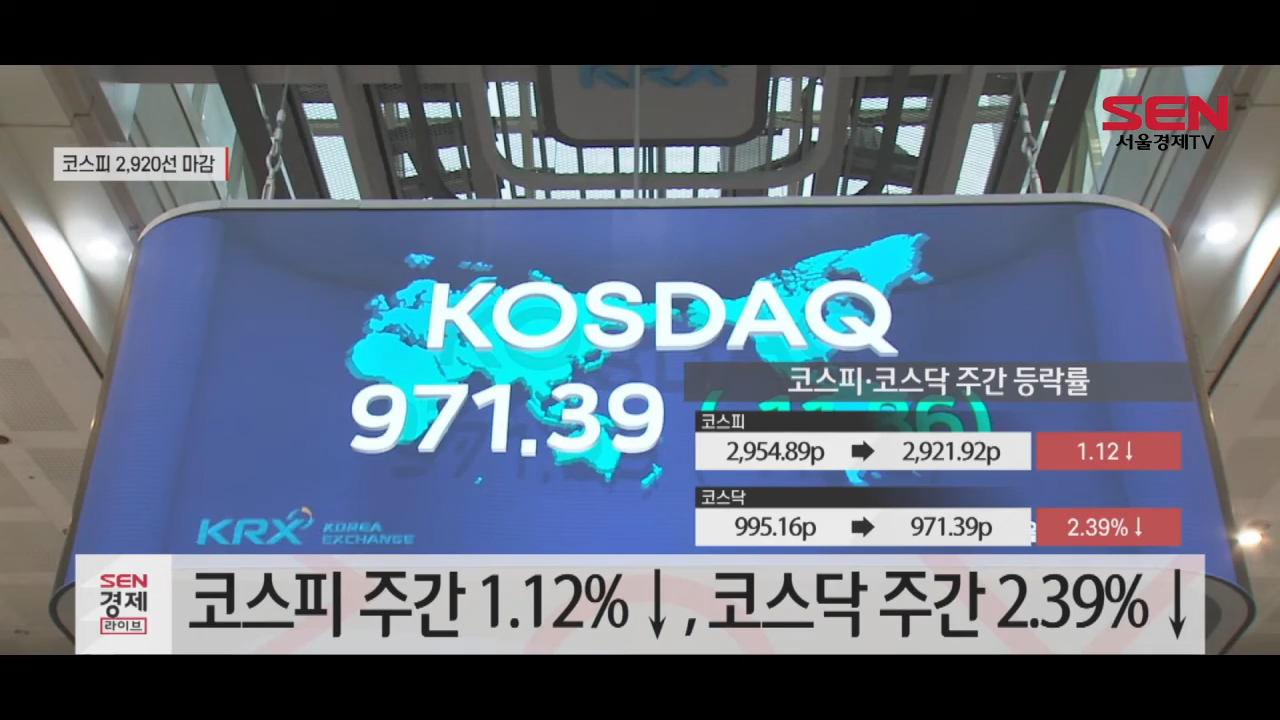 KRX
SEN
서울경제TV
코스피 2,920선 마감
KOSDAQ
971.39
코스피·코스닥 주간 등락률
코스피
2,954.89p ➡ 2,921.92p 1.12↓
코스닥
995.16p ➡ 971.39p 2.39%↓
KRX KOREA EXCHANGE
SEN 경제 라이브
코스피 주간 1.12%↓, 코스닥 주간 2.39%↓